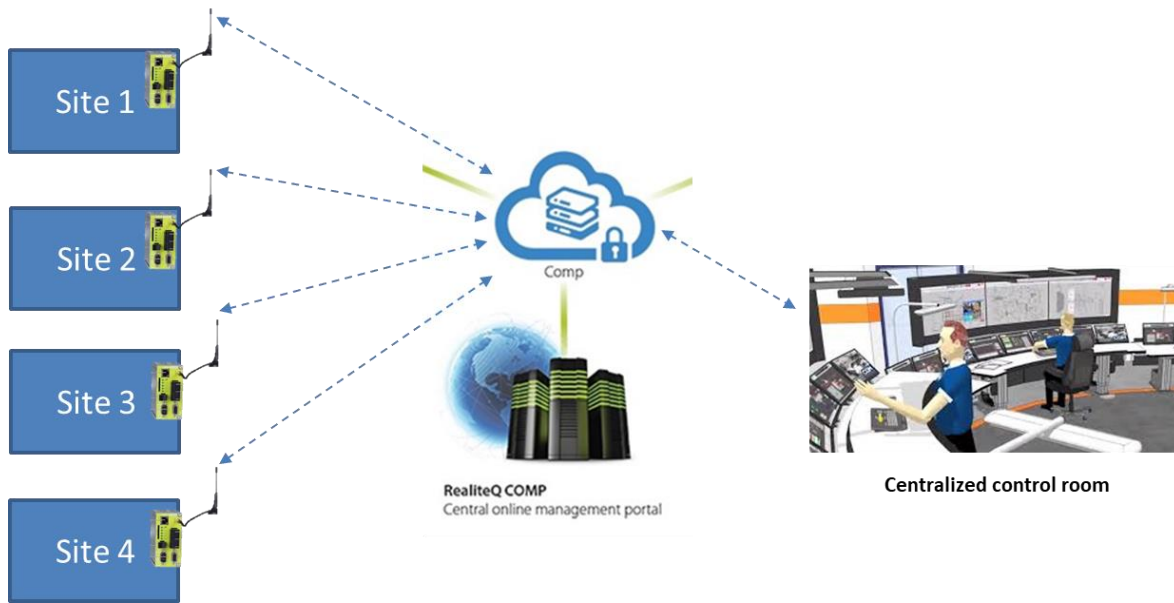 Site 1
Site 2
Site 3
Site 4
Comp
RealiteQ COMP
Central online management portal
Centralized control room